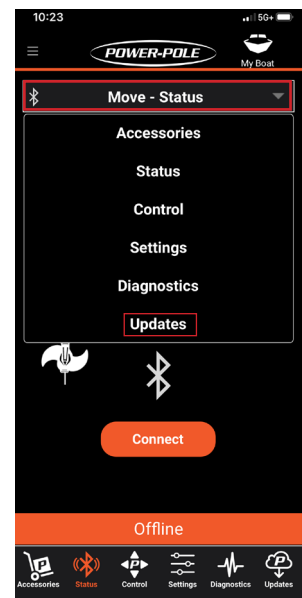 10:23
5G+
POWER-POLE
My Boat
Move - Status
Accessories
Status
Control
Settings
Diagnostics
Updates
Connect
Offline
P P P
Accessories Status Control Settings Diagnostics Updates